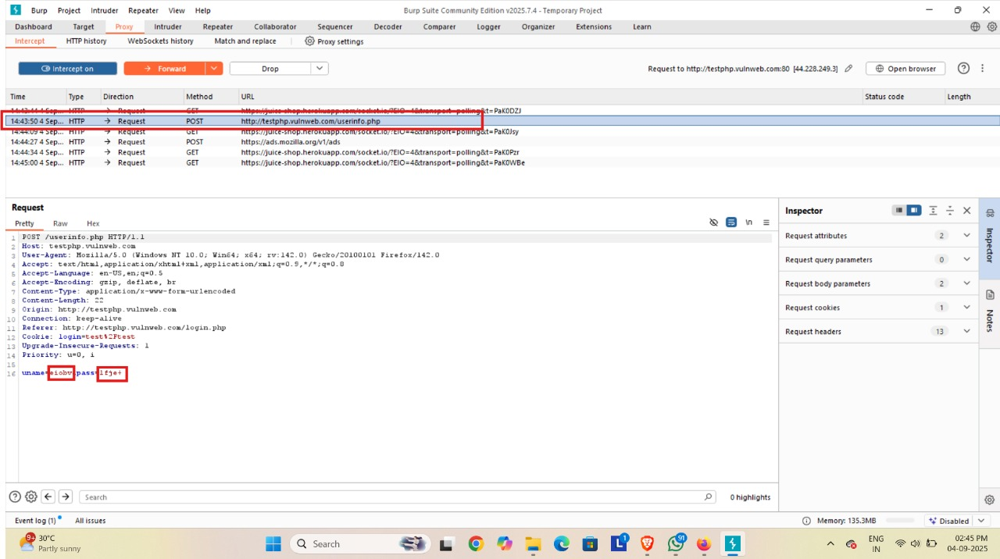 Burp Project Intruder Repeater View Help Burp Suite Community Edition v2025.7.4 - Temporary Project
Dashboard Target Proxy Intruder Repeater Collaborator Sequencer Decoder Comparer Logger Organizer Extensions Learn
Intercept HTTP history WebSockets history Match and replace Proxy settings
Intercept on Forward Drop Request to http://testphp.vulnweb.com:80 [44.228.249.3] Open browser
Time Type Direction Method URL Status code Length
14:43:44 4 Sep... HTTP → Request GET https://juice-shop.herokuapp.com/socket.io/?EIO=4&transport=polling&t=PaK0DZJ
14:43:50 4 Sep... HTTP → Request POST http://testphp.vulnweb.com/userinfo.php
14:44:09 4 Sep... HTTP → Request GET https://juice-shop.herokuapp.com/socket.io/?EIO=4&transport=polling&t=PaK0Jsy
14:44:27 4 Sep... HTTP → Request POST https://ads.mozilla.org/v1/ads
14:44:34 4 Sep... HTTP → Request GET https://juice-shop.herokuapp.com/socket.io/?EIO=4&transport=polling&t=PaK0Pzr
14:45:00 4 Sep... HTTP → Request GET https://juice-shop.herokuapp.com/socket.io/?EIO=4&transport=polling&t=PaK0WBe
Request
Pretty Raw Hex \n
1 POST /userinfo.php HTTP/1.1
2 Host: testphp.vulnweb.com
3 User-Agent: Mozilla/5.0 (Windows NT 10.0; Win64; x64; rv:142.0) Gecko/20100101 Firefox/142.0
4 Accept: text/html,application/xhtml+xml,application/xml;q=0.9,*/*;q=0.8
5 Accept-Language: en-US,en;q=0.5
6 Accept-Encoding: gzip, deflate, br
7 Content-Type: application/x-www-form-urlencoded
8 Content-Length: 22
9 Origin: http://testphp.vulnweb.com
10 Connection: keep-alive
11 Referer: http://testphp.vulnweb.com/login.php
12 Cookie: login=test%2Ftest
13 Upgrade-Insecure-Requests: 1
14 Priority: u=0, i
15
16 uname=eiobv&pass=lfje+
Inspector
Request attributes 2
Request query parameters 0
Request body parameters 2
Request cookies 1
Request headers 13
Inspector
Notes
Search 0 highlights
Event log (1) All issues Memory: 135.3MB Disabled
9+ 30°C
Partly sunny
Search
1
91
ENG
IN
02:45 PM
04-09-2025